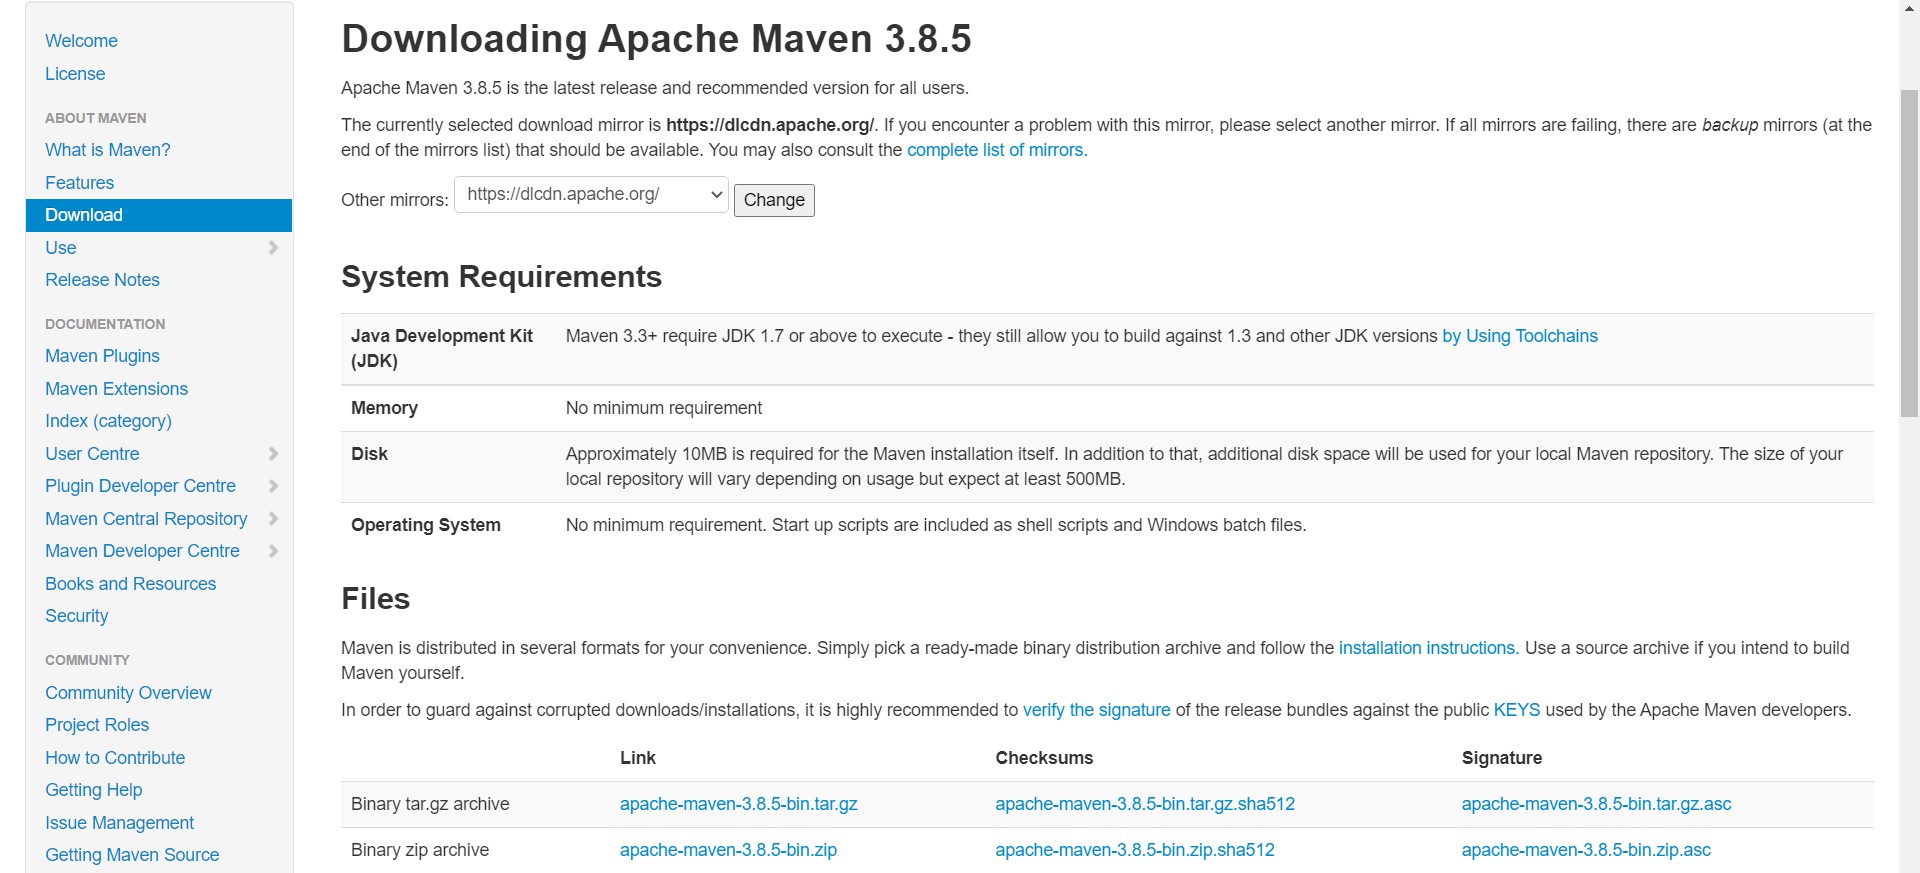 Welcome
License
ABOUT MAVEN
What is Maven?
Features
Download
Use
Release Notes
DOCUMENTATION
Maven Plugins
Maven Extensions
Index (category)
User Centre
Plugin Developer Centre
Maven Central Repository
Maven Developer Centre
Books and Resources
Security
COMMUNITY
Community Overview
Project Roles
How to Contribute
Getting Help
Issue Management
Getting Maven Source
Downloading Apache Maven 3.8.5
Apache Maven 3.8.5 is the latest release and recommended version for all users.
The currently selected download mirror is https://dlcdn.apache.org/. If you encounter a problem with this mirror, please select another mirror. If all mirrors are failing, there are backup mirrors (at the
end of the mirrors list) that should be available. You may also consult the complete list of mirrors.
Other mirrors: https://dlcdn.apache.org/ Change
System Requirements
Java Development Kit Maven 3.3+ require JDK 1.7 or above to execute - they still allow you to build against 1.3 and other JDK versions by Using Toolchains
(JDK)
Memory No minimum requirement
Disk Approximately 10MB is required for the Maven installation itself. In addition to that, additional disk space will be used for your local Maven repository. The size of your
local repository will vary depending on usage but expect at least 500MB.
Operating System No minimum requirement. Start up scripts are included as shell scripts and Windows batch files.
Files
Maven is distributed in several formats for your convenience. Simply pick a ready-made binary distribution archive and follow the installation instructions. Use a source archive if you intend to build
Maven yourself.
In order to guard against corrupted downloads/installations, it is highly recommended to verify the signature of the release bundles against the public KEYS used by the Apache Maven developers.
Link Checksums Signature
Binary tar.gz archive apache-maven-3.8.5-bin.tar.gz apache-maven-3.8.5-bin.tar.gz.sha512 apache-maven-3.8.5-bin.tar.gz.asc
Binary zip archive apache-maven-3.8.5-bin.zip apache-maven-3.8.5-bin.zip.sha512 apache-maven-3.8.5-bin.zip.asc